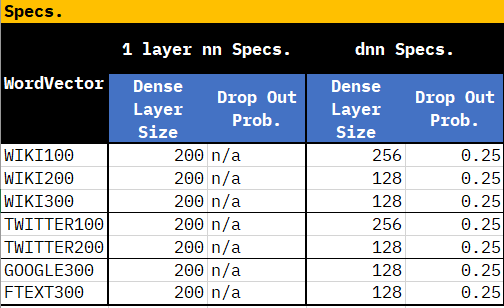 Specs.
WordVector 1 layer nn Specs. dnn Specs.
Dense Layer Size Drop Out Prob. Dense Layer Size Drop Out Prob.
WIKI100 200 n/a 256 0.25
WIKI200 200 n/a 128 0.25
WIKI300 200 n/a 128 0.25
TWITTER100 200 n/a 256 0.25
TWITTER200 200 n/a 128 0.25
GOOGLE300 200 n/a 128 0.25
FTEXT300 200 n/a 128 0.25